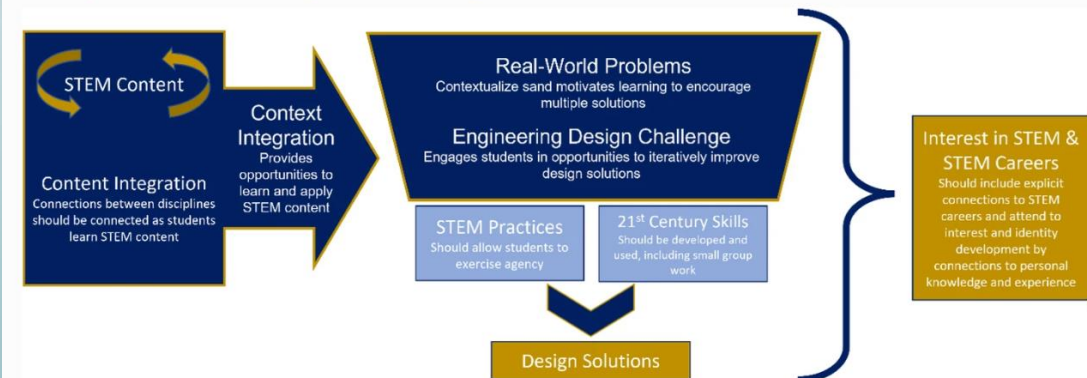 STEM Content
Content Integration
Connections between disciplines
should be connected as students
learn STEM content
Context
Integration
Provides
opportunities to
learn and apply
STEM content
Real-World Problems
Contextualize sand motivates learning to encourage
multiple solutions
Engineering Design Challenge
Engages students in opportunities to iteratively improve
design solutions
STEM Practices
Should allow students to
exercise agency
21st Century Skills
Should be developed and
used, including small group
work
Design Solutions
Interest in STEM &
STEM Careers
Should include explicit
connections to STEM
careers and attend to
interest and identity
development by
connections to personal
knowledge and experience